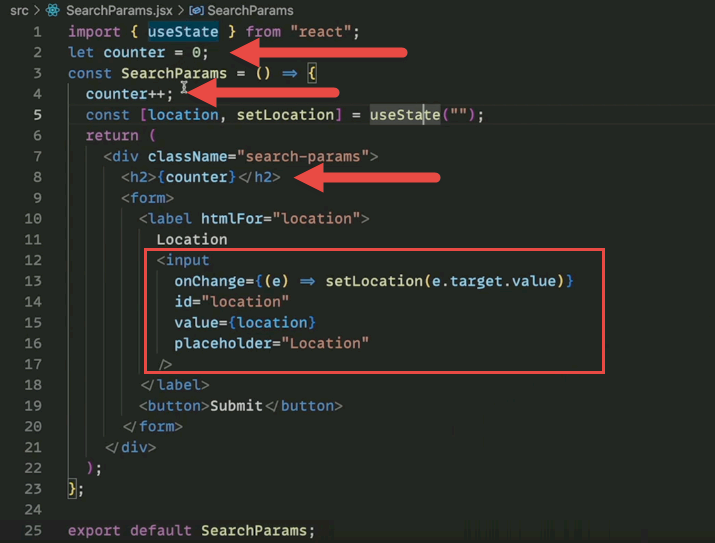 src > SearchParams.jsx > SearchParams
1 import { useState } from "react";
2 let counter = 0;
3 const SearchParams = () => {
4 counter++;
5 const [location, setLocation] = useState("");
6 return (
7 <div className="search-params">
8 <h2>{counter}</h2>
9 <form>
10 <label htmlFor="location">
11 Location
12 <input
13 onChange={(e) => setLocation(e.target.value)}
14 id="location"
15 value={location}
16 placeholder="Location"
17 />
18 </label>
19 <button>Submit</button>
20 </form>
21 </div>
22 );
23 };
24
25 export default SearchParams;